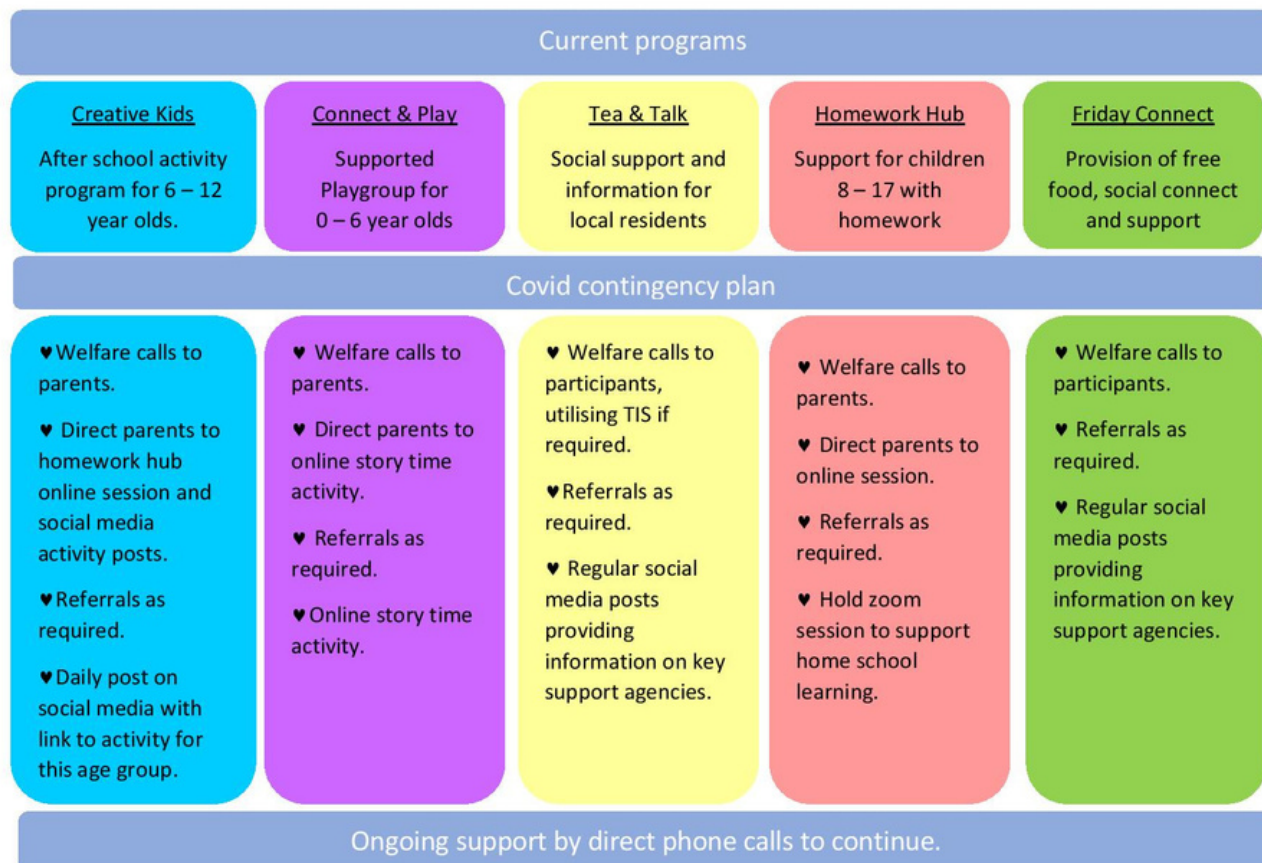 Current programs
Creative Kids
After school activity
program for 6 – 12
year olds.
Connect & Play
Supported
Playgroup for
0 – 6 year olds
Tea & Talk
Social support and
information for
local residents
Homework Hub
Support for children
8 – 17 with
homework
Friday Connect
Provision of free
food, social connect
and support
Covid contingency plan
♥Welfare calls to
parents.
♥ Direct parents to
homework hub
online session and
social media
activity posts.
♥Referrals as
required.
♥Daily post on
social media with
link to activity for
this age group.
♥ Welfare calls to
parents.
♥ Direct parents to
online story time
activity.
♥ Referrals as
required.
♥Online story time
activity.
♥ Welfare calls to
participants,
utilising TIS if
required.
♥Referrals as
required.
♥ Regular social
media posts
providing
information on key
support agencies.
♥ Welfare calls to
parents.
♥ Direct parents to
online session.
♥ Referrals as
required.
♥ Hold zoom
session to support
home school
learning.
♥ Welfare calls to
participants.
♥ Referrals as
required.
♥ Regular social
media posts
providing
information on key
support agencies.
Ongoing support by direct phone calls to continue.